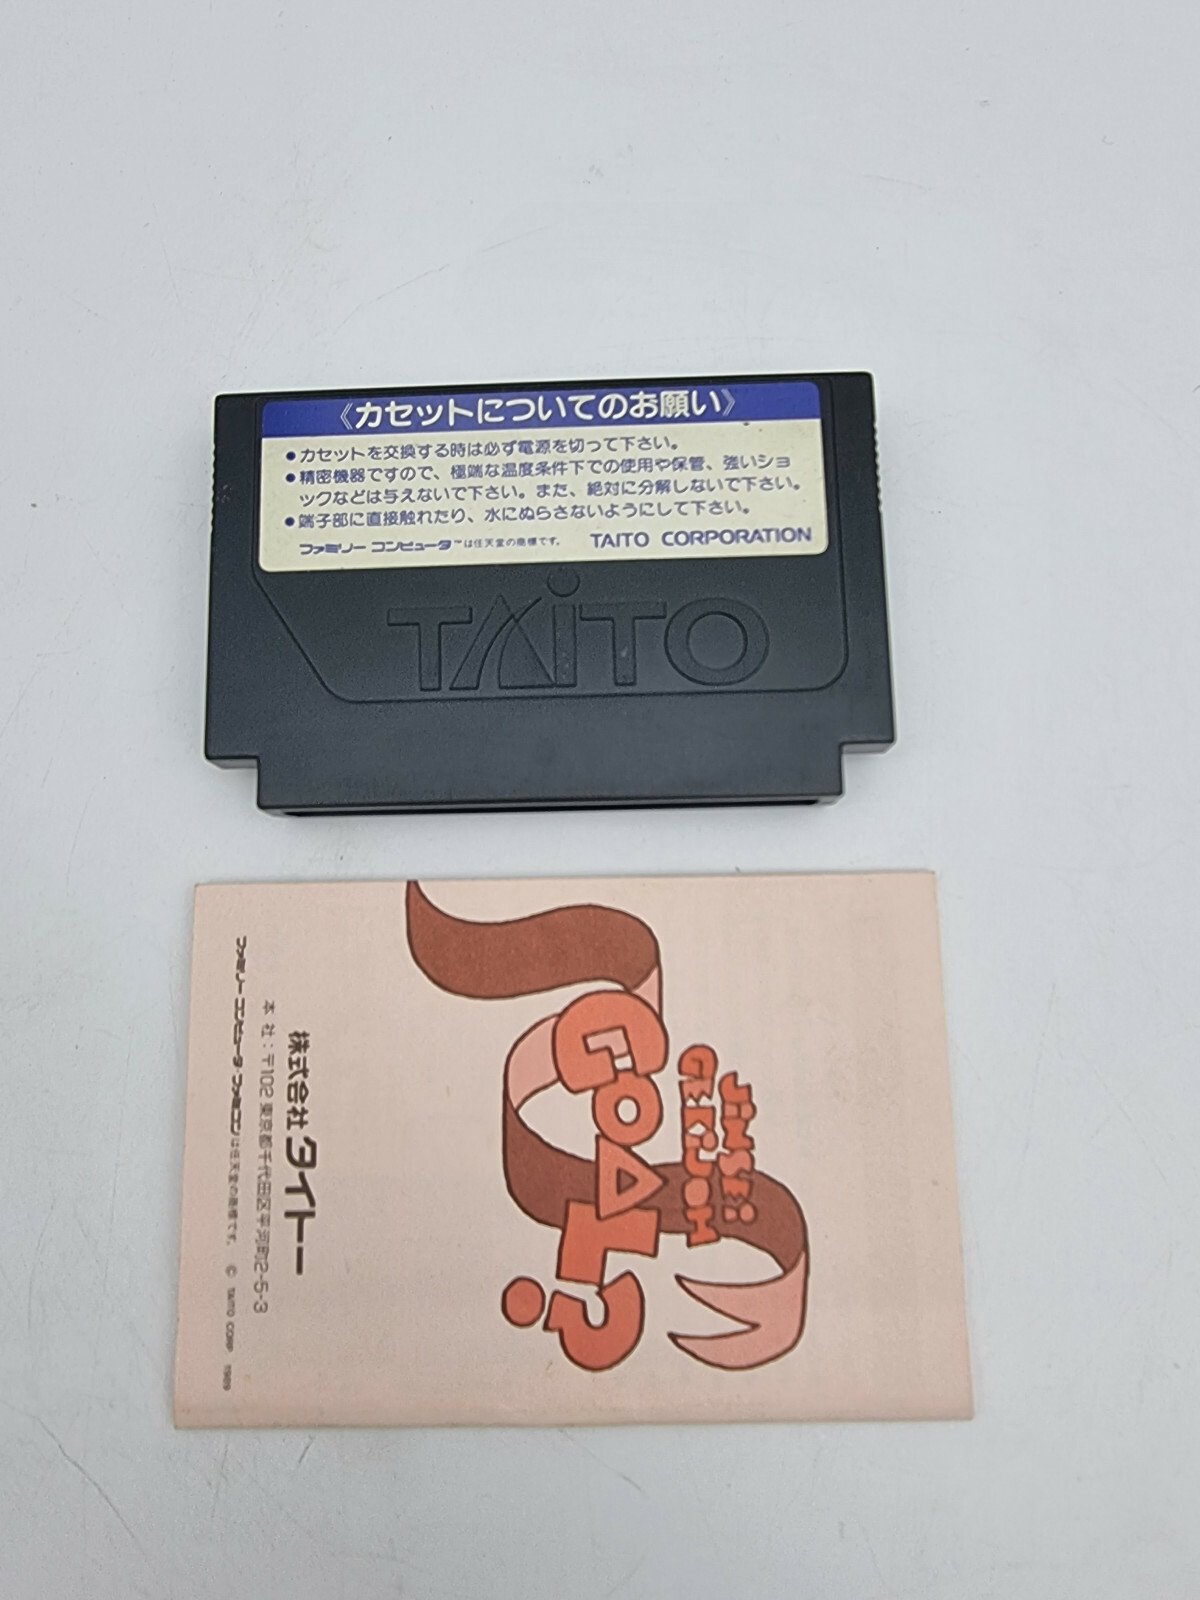 《カセットについてのお願い》
●カセットを交換する時は必ず電源を切って下さい。
●精密機器ですので、極端な温度条件下での使用や保管、強いショ
ックなどは与えないで下さい。また、絶対に分解しないで下さい。
●端子部に直接触れたり、水にぬらさないようにして下さい。
ファミリー コンピュータ™は任天堂の商標です。 TAITO CORPORATION
TAiTO
JiNSEi
GEKiJOH
GOAL?
株式会社 タイトー
本 社：〒102 東京都千代田区平河町2-5-3
ファミリー コンピュータ・ファミコンは任天堂の商標です。 © TAITO CORP. 1989